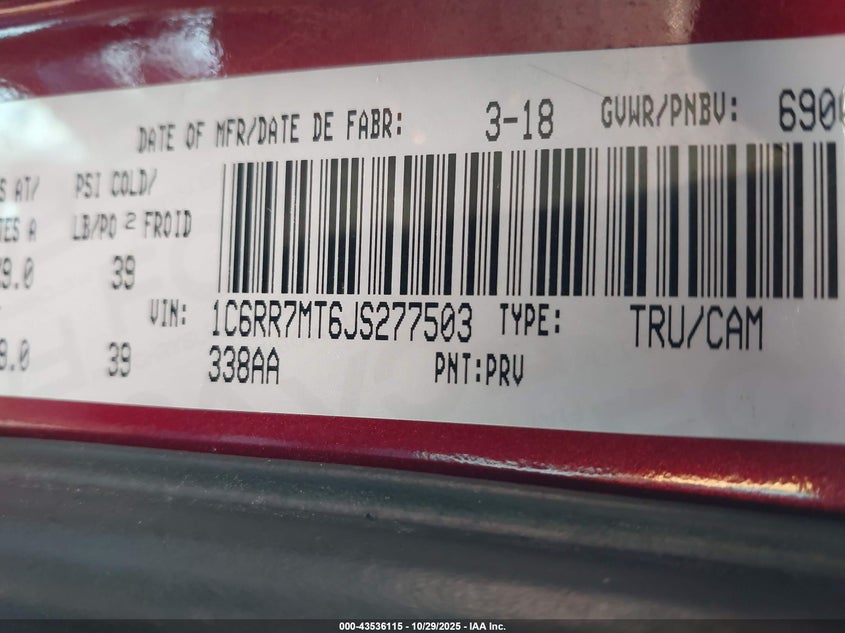 DATE OF MFR/DATE DE FABR: 3-18 GVWR/PNBV:
AT/ PSI COLD/
A LB/PO 2 FROID
39
VIN: 1C6RR7MT6JS277503 TYPE: TRU/CAM
39 338AA PNT:PRV
000-43536115 - 10/29/2025 - IAA Inc.